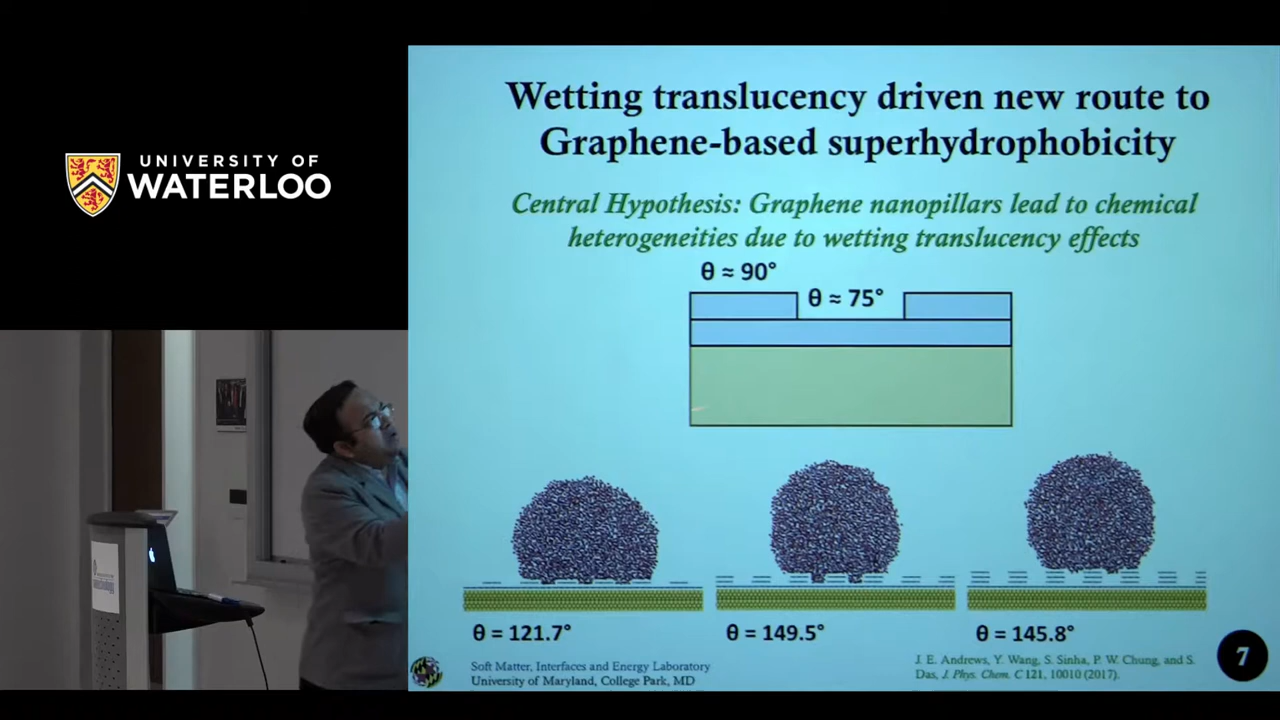 UNIVERSITY OF
WATERLOO
Wetting translucency driven new route to
Graphene-based superhydrophobicity
Central Hypothesis: Graphene nanopillars lead to chemical
heterogeneities due to wetting translucency effects
θ ≈ 90°
θ ≈ 75°
θ = 121.7°
θ = 149.5°
θ = 145.8°
Soft Matter, Interfaces and Energy Laboratory
University of Maryland, College Park, MD
J. E. Andrews, Y. Wang, S. Sinha, P. W. Chung, and S.
Das, J. Phys. Chem. C 121, 10010 (2017).
7